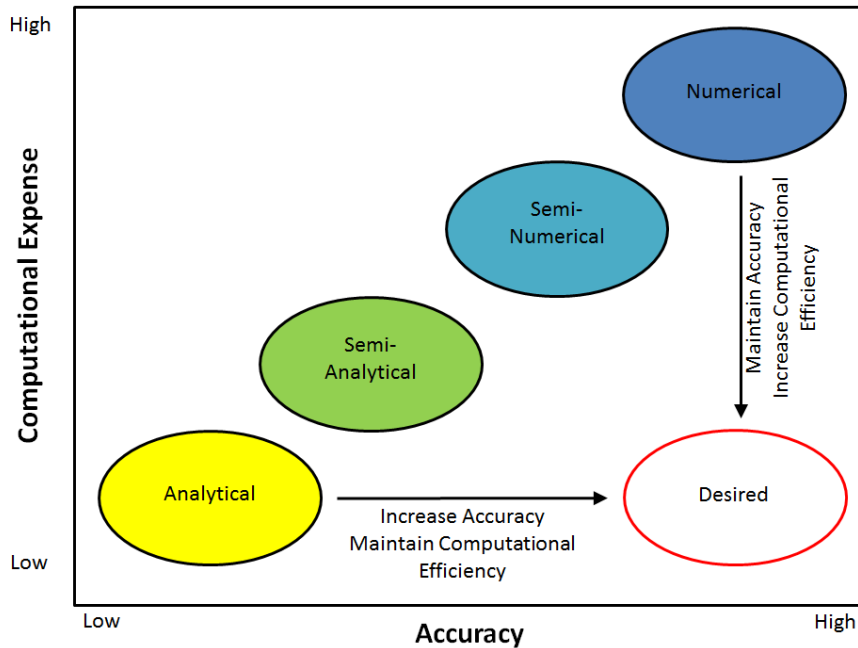 High
Numerical
Semi-
Numerical
Computational Expense
Maintain Accuracy
Increase Computational
Efficiency
Semi-
Analytical
Analytical
Desired
Increase Accuracy
Maintain Computational
Efficiency
Low
Low
High
Accuracy